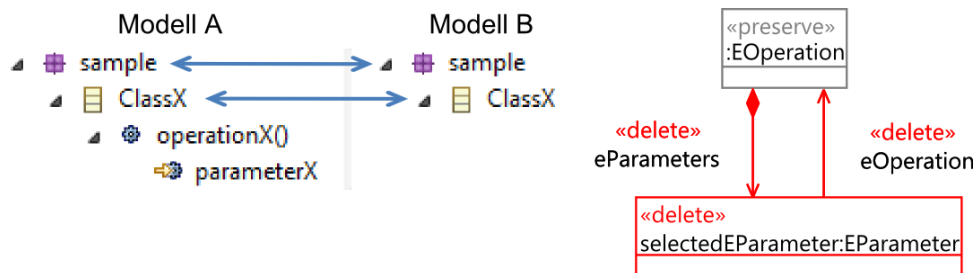 Modell A
Modell B
sample
sample
ClassX
ClassX
operationX()
parameterX
«preserve»
:EOperation
«delete»
eParameters
«delete»
eOperation
«delete»
selectedEParameter:EParameter